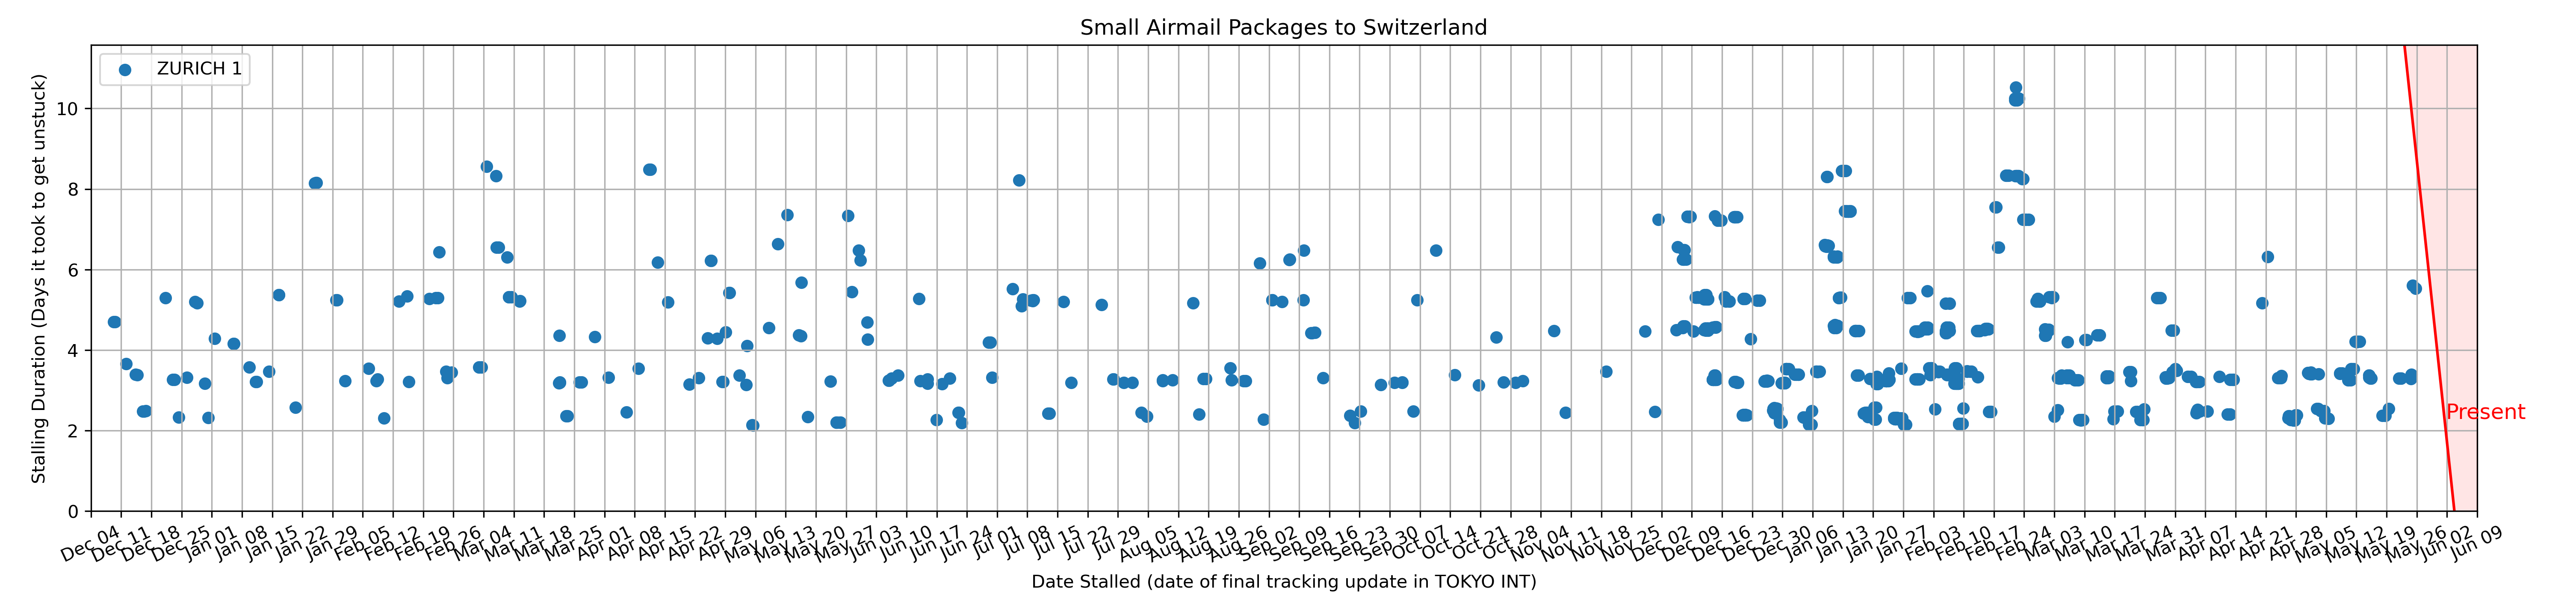 Small Airmail Packages to Switzerland
ZURICH 1
Stalling Duration (Days it took to get unstuck)
10
8
6
4
2
0
Present
Dec 04 Dec 11 Dec 18 Dec 25 Jan 01 Jan 08 Jan 15 Jan 22 Jan 29 Feb 05 Feb 12 Feb 19 Feb 26 Mar 04 Mar 11 Mar 18 Mar 25 Apr 01 Apr 08 Apr 15 Apr 22 Apr 29 May 06 May 13 May 20 May 27 Jun 03 Jun 10 Jun 17 Jun 24 Jul 01 Jul 08 Jul 15 Jul 22 Jul 29 Aug 05 Aug 12 Aug 19 Aug 26 Sep 02 Sep 09 Sep 16 Sep 23 Sep 30 Oct 07 Oct 14 Oct 21 Oct 28 Nov 04 Nov 11 Nov 18 Nov 25 Dec 02 Dec 09 Dec 16 Dec 23 Dec 30 Jan 06 Jan 13 Jan 20 Jan 27 Feb 03 Feb 10 Feb 17 Feb 24 Mar 03 Mar 10 Mar 17 Mar 24 Mar 31 Apr 07 Apr 14 Apr 21 Apr 28 May 05 May 12 May 19 May 26 Jun 02 Jun 09
Date Stalled (date of final tracking update in TOKYO INT)